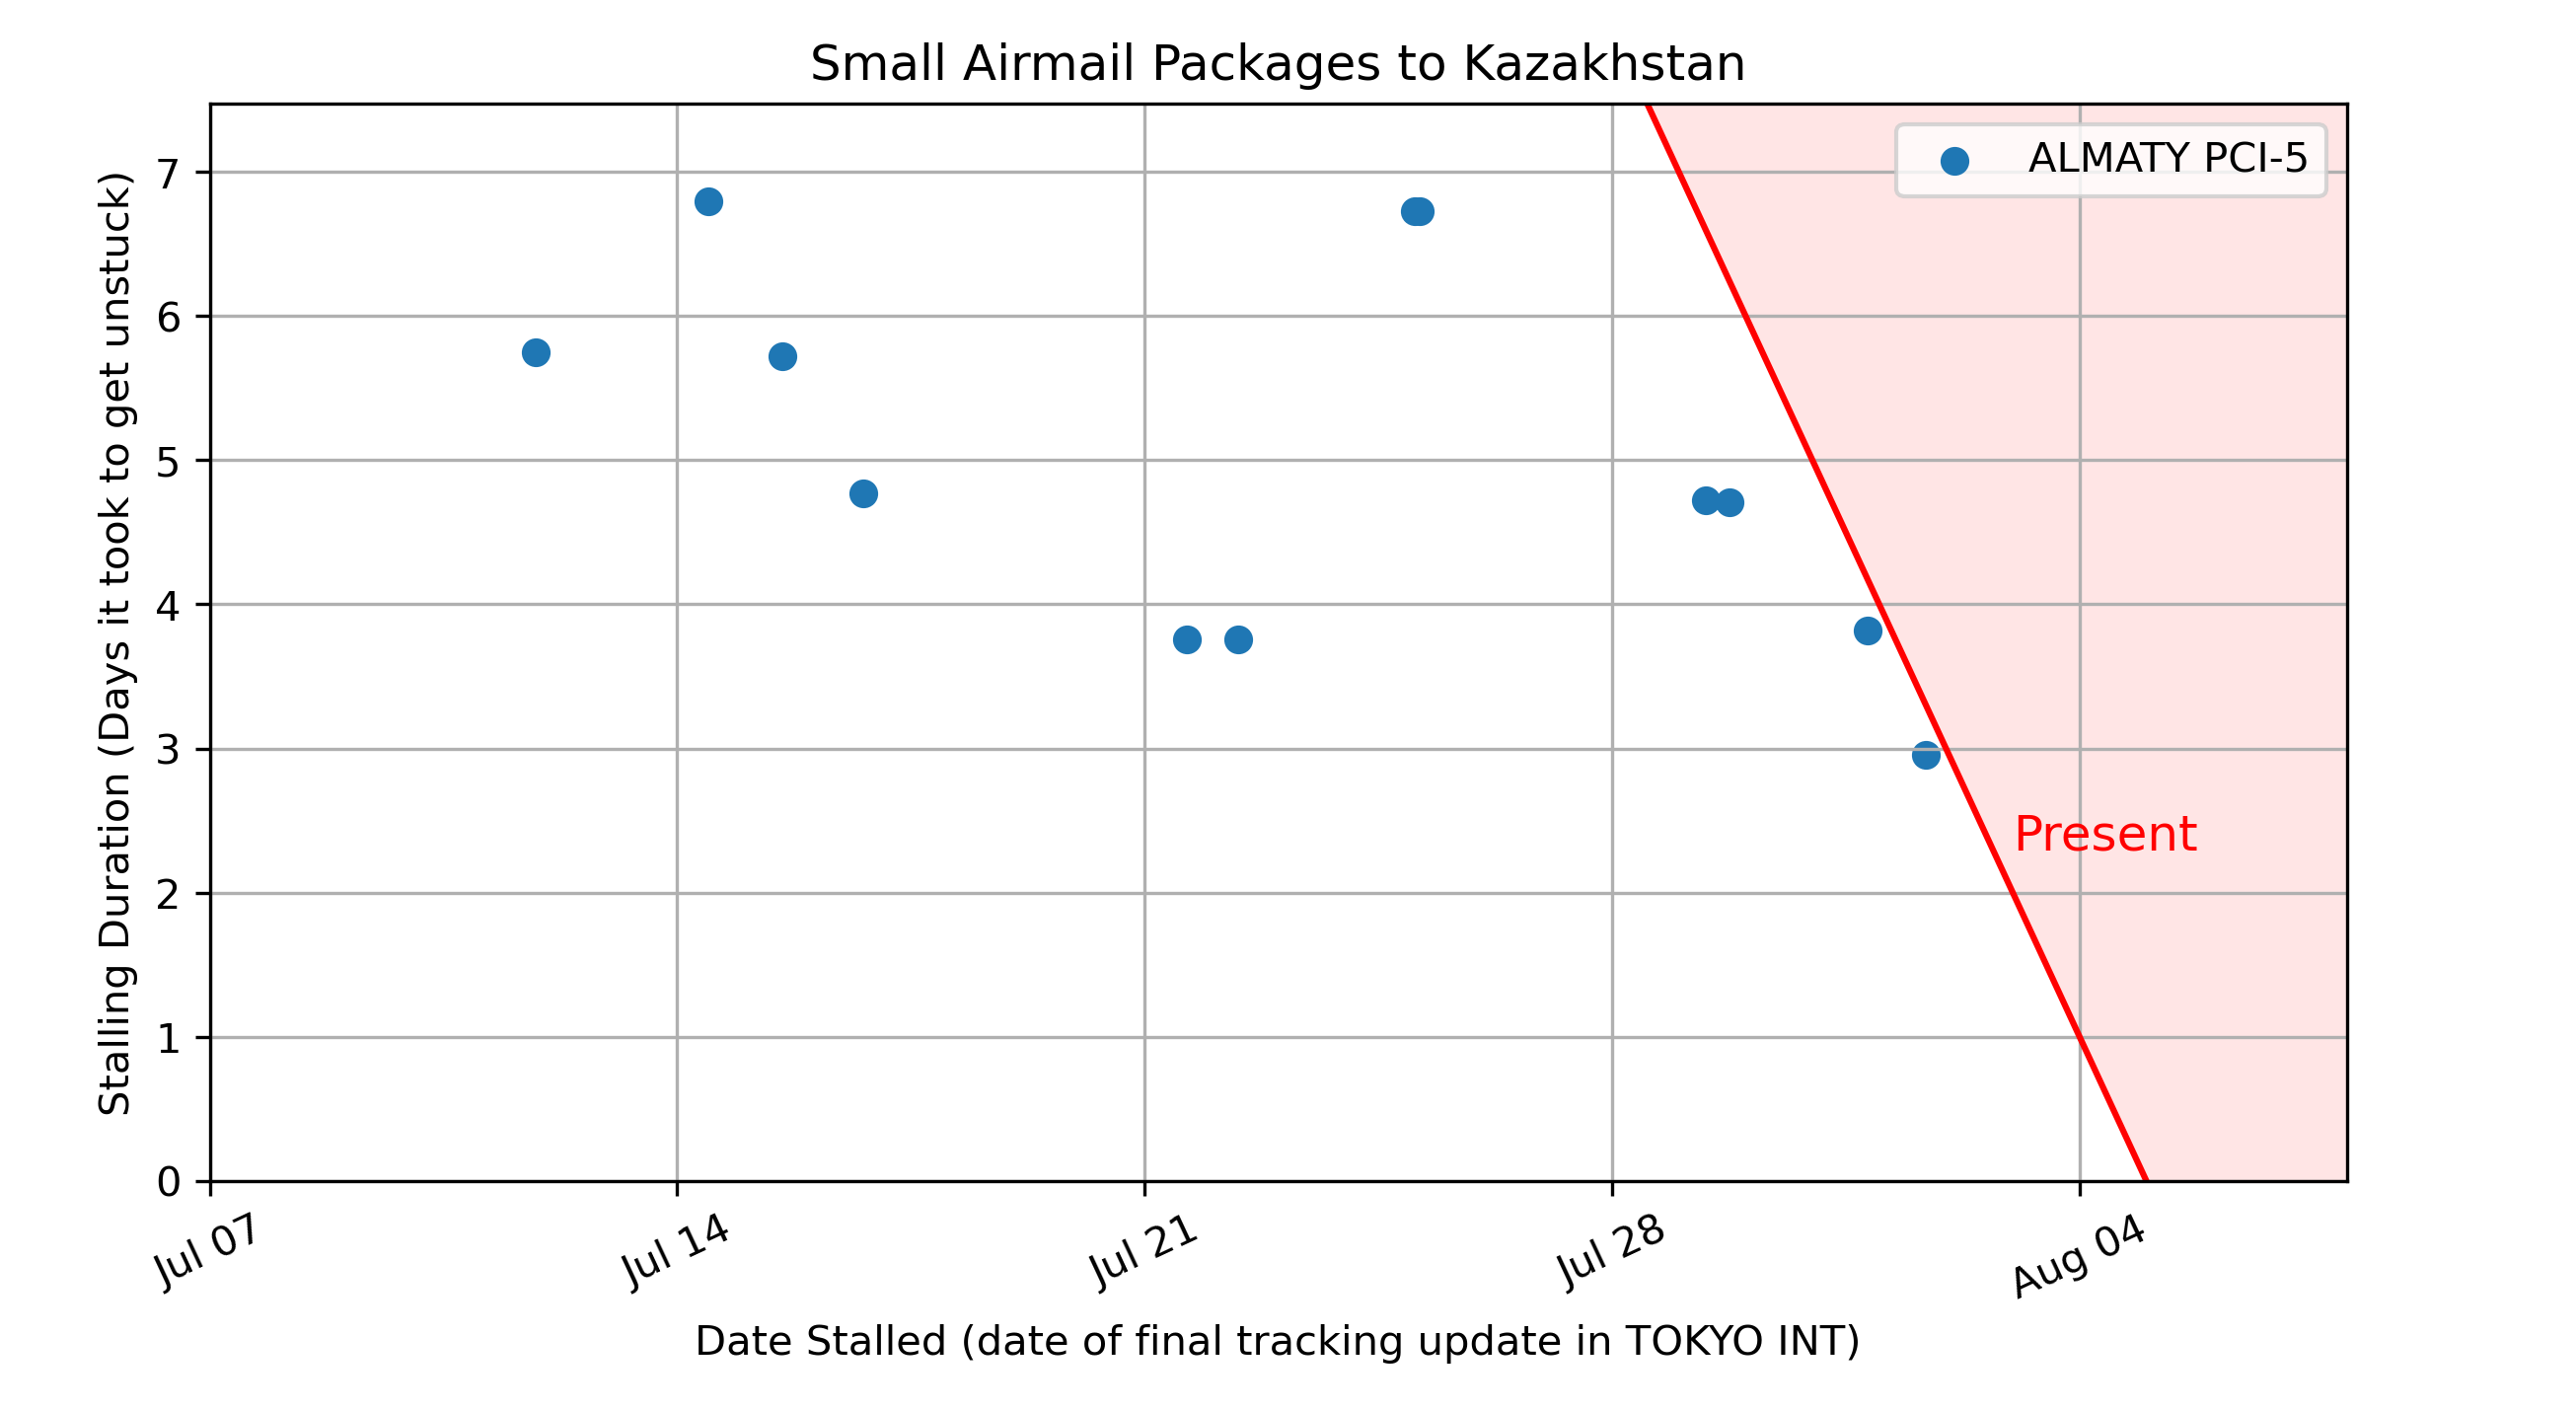 Small Airmail Packages to Kazakhstan
ALMATY PCI-5
Stalling Duration (Days it took to get unstuck)
7
6
5
4
3
2
1
0
Present
Jul 07
Jul 14
Jul 21
Jul 28
Aug 04
Date Stalled (date of final tracking update in TOKYO INT)